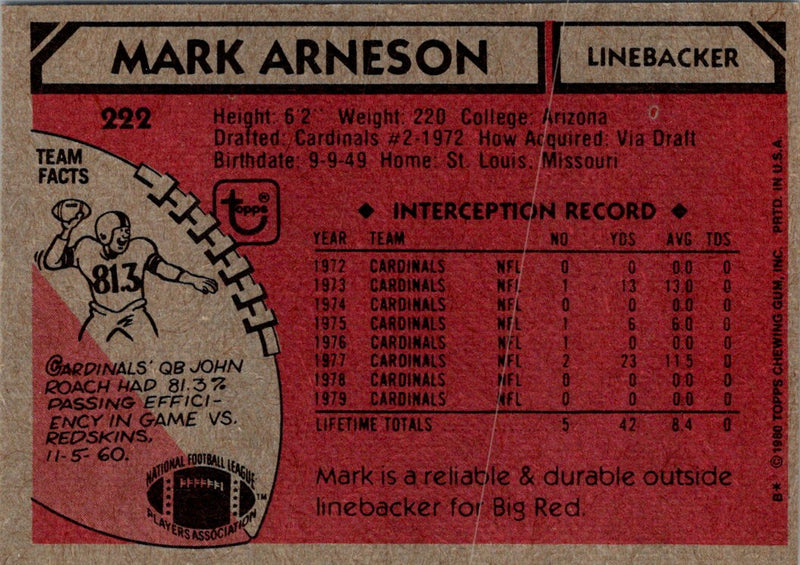 MARK ARNESON
LINEBACKER
222
Height: 6'2" Weight: 220 College: Arizona
Drafted: Cardinals #2-1972 How Acquired: Via Draft
Birthdate: 9-9-49 Home: St. Louis, Missouri
TEAM
FACTS
topps®
81.3
CARDINALS' QB JOHN
ROACH HAD 81.3%
PASSING EFFICI-
ENCY IN GAME VS.
REDSKINS,
11-5-60.
NATIONAL FOOTBALL LEAGUE
PLAYERS ASSOCIATION
™
◆ INTERCEPTION RECORD ◆
YEAR TEAM NO YDS AVG TDS
1972 CARDINALS NFL 0 0 0.0 0
1973 CARDINALS NFL 1 13 13.0 0
1974 CARDINALS NFL 0 0 0.0 0
1975 CARDINALS NFL 1 6 6.0 0
1976 CARDINALS NFL 1 0 0.0 0
1977 CARDINALS NFL 2 23 11.5 0
1978 CARDINALS NFL 0 0 0.0 0
1979 CARDINALS NFL 0 0 0.0 0
LIFETIME TOTALS 5 42 8.4 0
Mark is a reliable & durable outside
linebacker for Big Red.
B* © 1980 TOPPS CHEWING GUM, INC. PRTD. IN U.S.A.